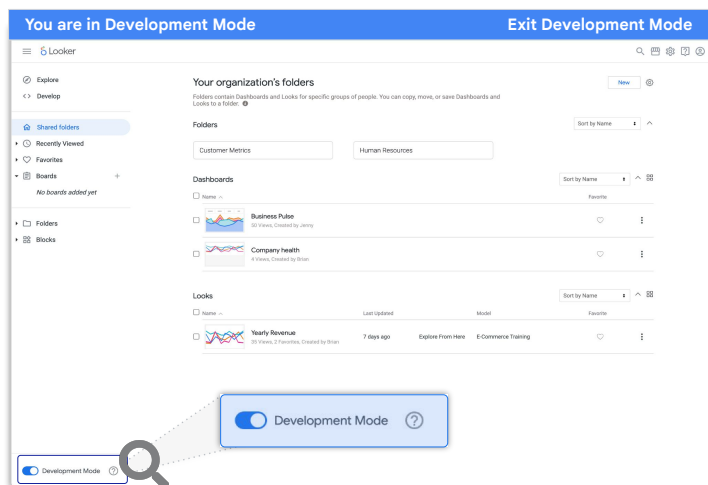 You are in Development Mode
Exit Development Mode
Looker
Explore
Develop
Shared folders
Recently Viewed
Favorites
Boards
No boards added yet
Folders
Blocks
Your organization's folders
New
Folders contain Dashboards and Looks for specific groups of people. You can copy, move, or save Dashboards and
Looks to a folder.
Folders
Sort by Name
Customer Metrics
Human Resources
Dashboards
Sort by Name
Name
Favorite
Business Pulse
53 Views, Created by Jenny
Company health
4 Views, Created by Brian
Looks
Sort by Name
Name
Last Updated
Model
Favorite
Yearly Revenue
35 Views, 2 Favorites, Created by Brian
7 days ago
Explore From Here
E-Commerce Training
Development Mode
Development Mode